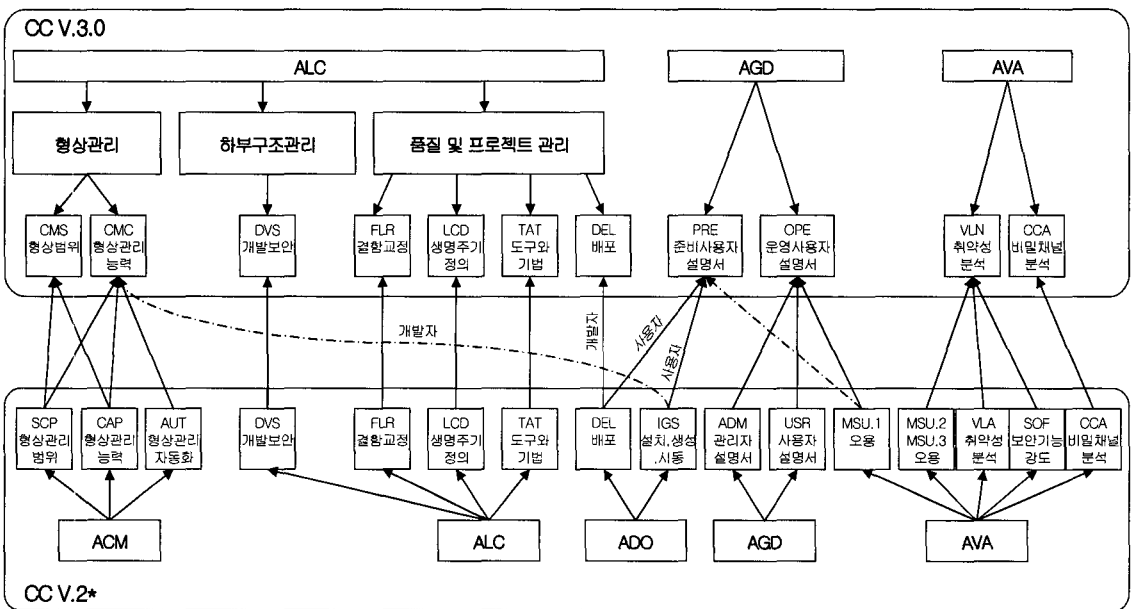 CC V.3.0
ALC
AGD
AVA
형상관리
하부구조관리
품질 및 프로젝트 관리
CMS
형상범위
CMC
형상관리
능력
DVS
개발보안
FLR
결함교정
LCD
생명주기
정의
TAT
도구와
기법
DEL
배포
PRE
준비사용자
설명서
OPE
운영사용자
설명서
VLN
취약성
분석
CCA
비밀채널
분석
개발자
개발자
사용자
사용자
SCP
형상관리
범위
CAP
형상관리
능력
AUT
형상관리
자동화
DVS
개발보안
FLR
결함교정
LCD
생명주기
정의
TAT
도구와
기법
DEL
배포
IGS
설치,생성
,시동
ADM
관리자
설명서
USR
사용자
설명서
MSU.1
오용
MSU.2
MSU.3
오용
VLA
취약성
분석
SOF
보안기능
강도
CCA
비밀채널
분석
ACM
ALC
ADO
AGD
AVA
CC V.2*